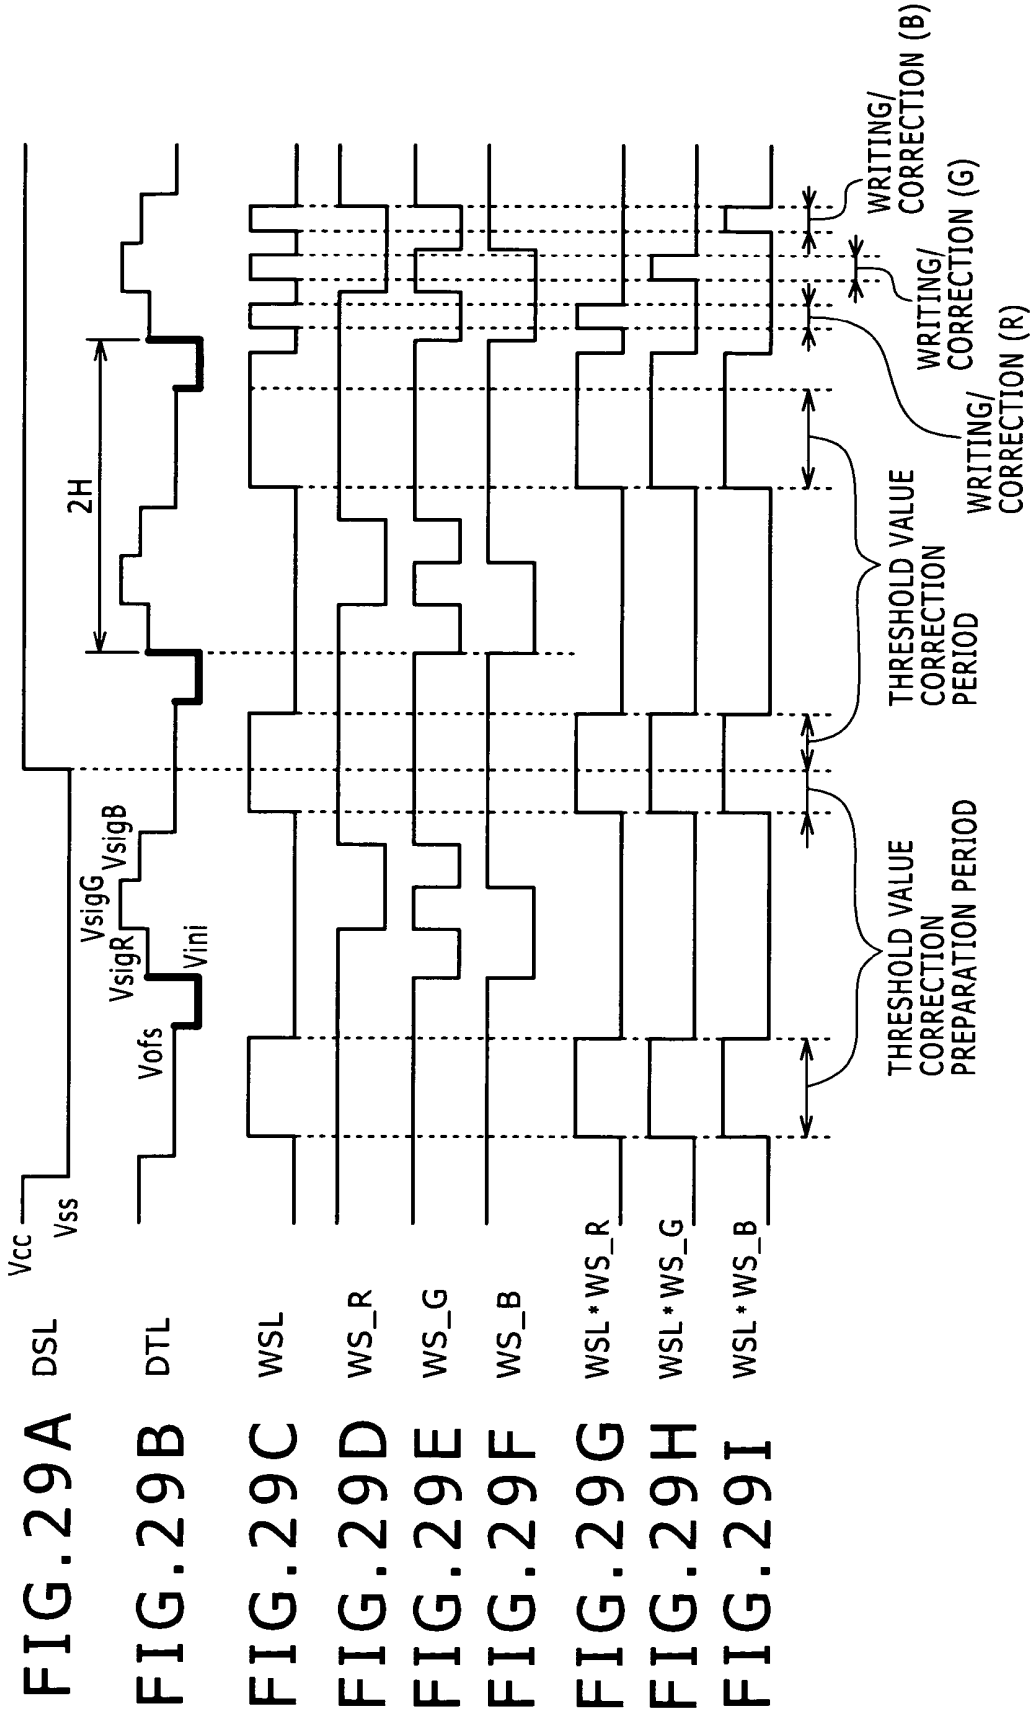 FIG.29A DSL
Vcc
Vss
FIG.29B DTL
Vofs
VsigR
Vini
VsigG
VsigB
2H
FIG.29C WSL
FIG.29D WS_R
FIG.29E WS_G
FIG.29F WS_B
FIG.29G WSL*WS_R
FIG.29H WSL*WS_G
FIG.29I WSL*WS_B
THRESHOLD VALUE
CORRECTION
PREPARATION PERIOD
THRESHOLD VALUE
CORRECTION
PERIOD
WRITING/
CORRECTION (R)
WRITING/
CORRECTION (G)
WRITING/
CORRECTION (B)